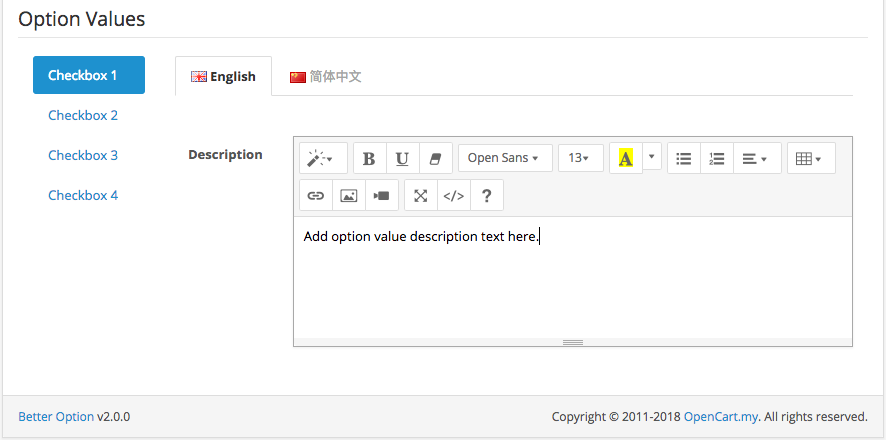 Option Values
Checkbox 1
English
简体中文
Checkbox 2
Checkbox 3
Checkbox 4
Description
B U Open Sans 13 A
</> ?
Add option value description text here.
Better Option v2.0.0
Copyright © 2011-2018 OpenCart.my. All rights reserved.